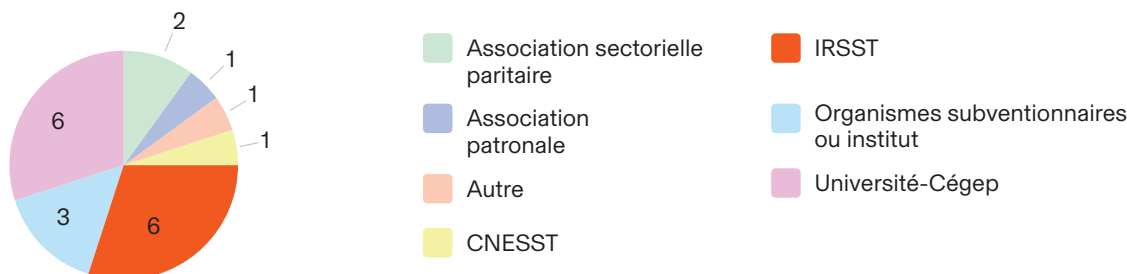 2
1
1
1
6
3
6
Association sectorielle
paritaire
Association
patronale
Autre
CNESST
IRSST
Organismes subventionnaires
ou institut
Université-Cégep